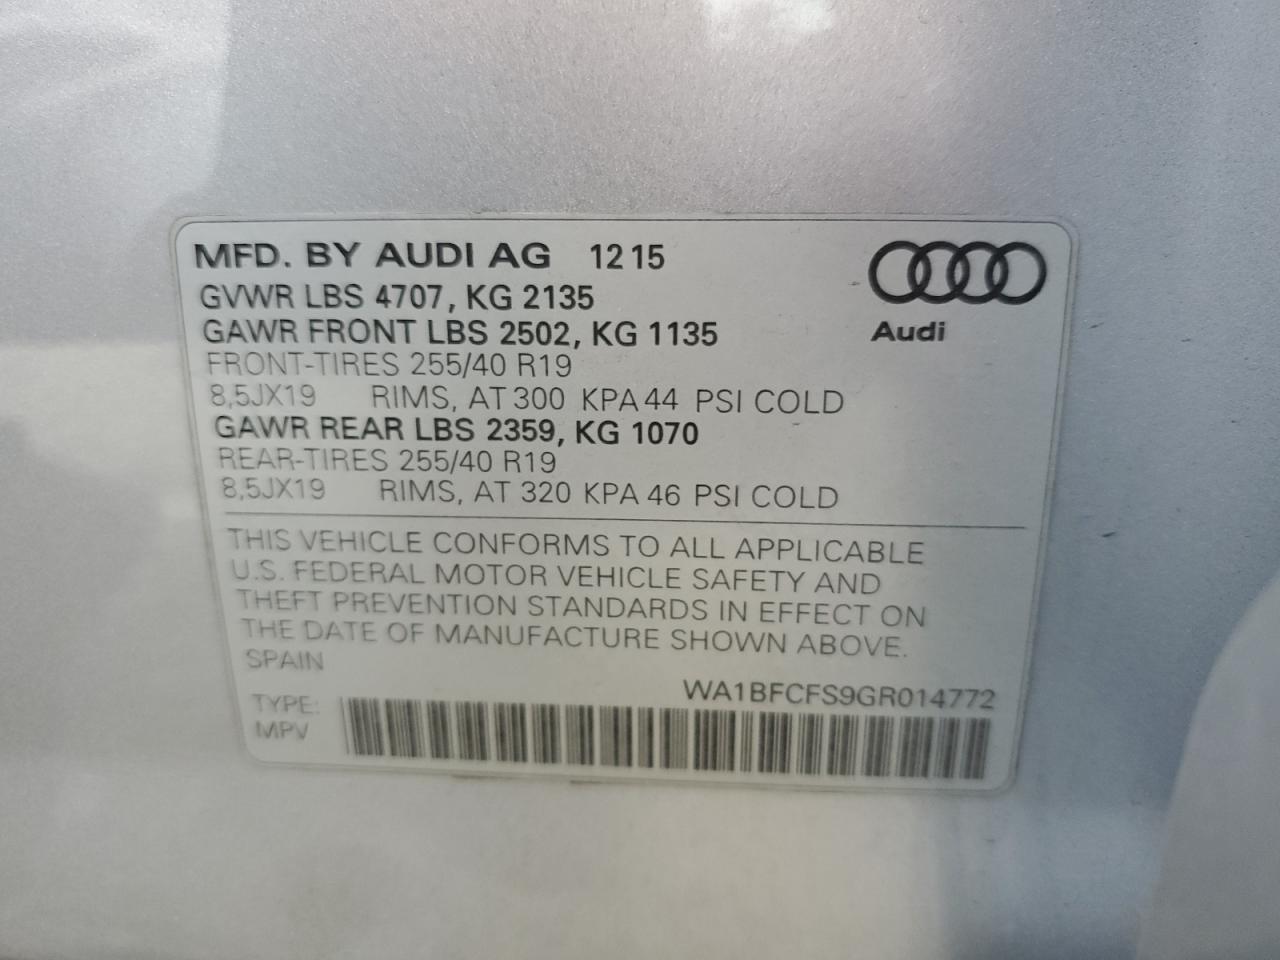 MFD. BY AUDI AG 12 15
GVWR LBS 4707, KG 2135
GAWR FRONT LBS 2502, KG 1135
FRONT-TIRES 255/40 R19
8,5JX19 RIMS, AT 300 KPA 44 PSI COLD
GAWR REAR LBS 2359, KG 1070
REAR-TIRES 255/40 R19
8,5JX19 RIMS, AT 320 KPA 46 PSI COLD
Audi
THIS VEHICLE CONFORMS TO ALL APPLICABLE
U.S. FEDERAL MOTOR VEHICLE SAFETY AND
THEFT PREVENTION STANDARDS IN EFFECT ON
THE DATE OF MANUFACTURE SHOWN ABOVE.
SPAIN
WA1BFCFS9GR014772
TYPE:
MPV